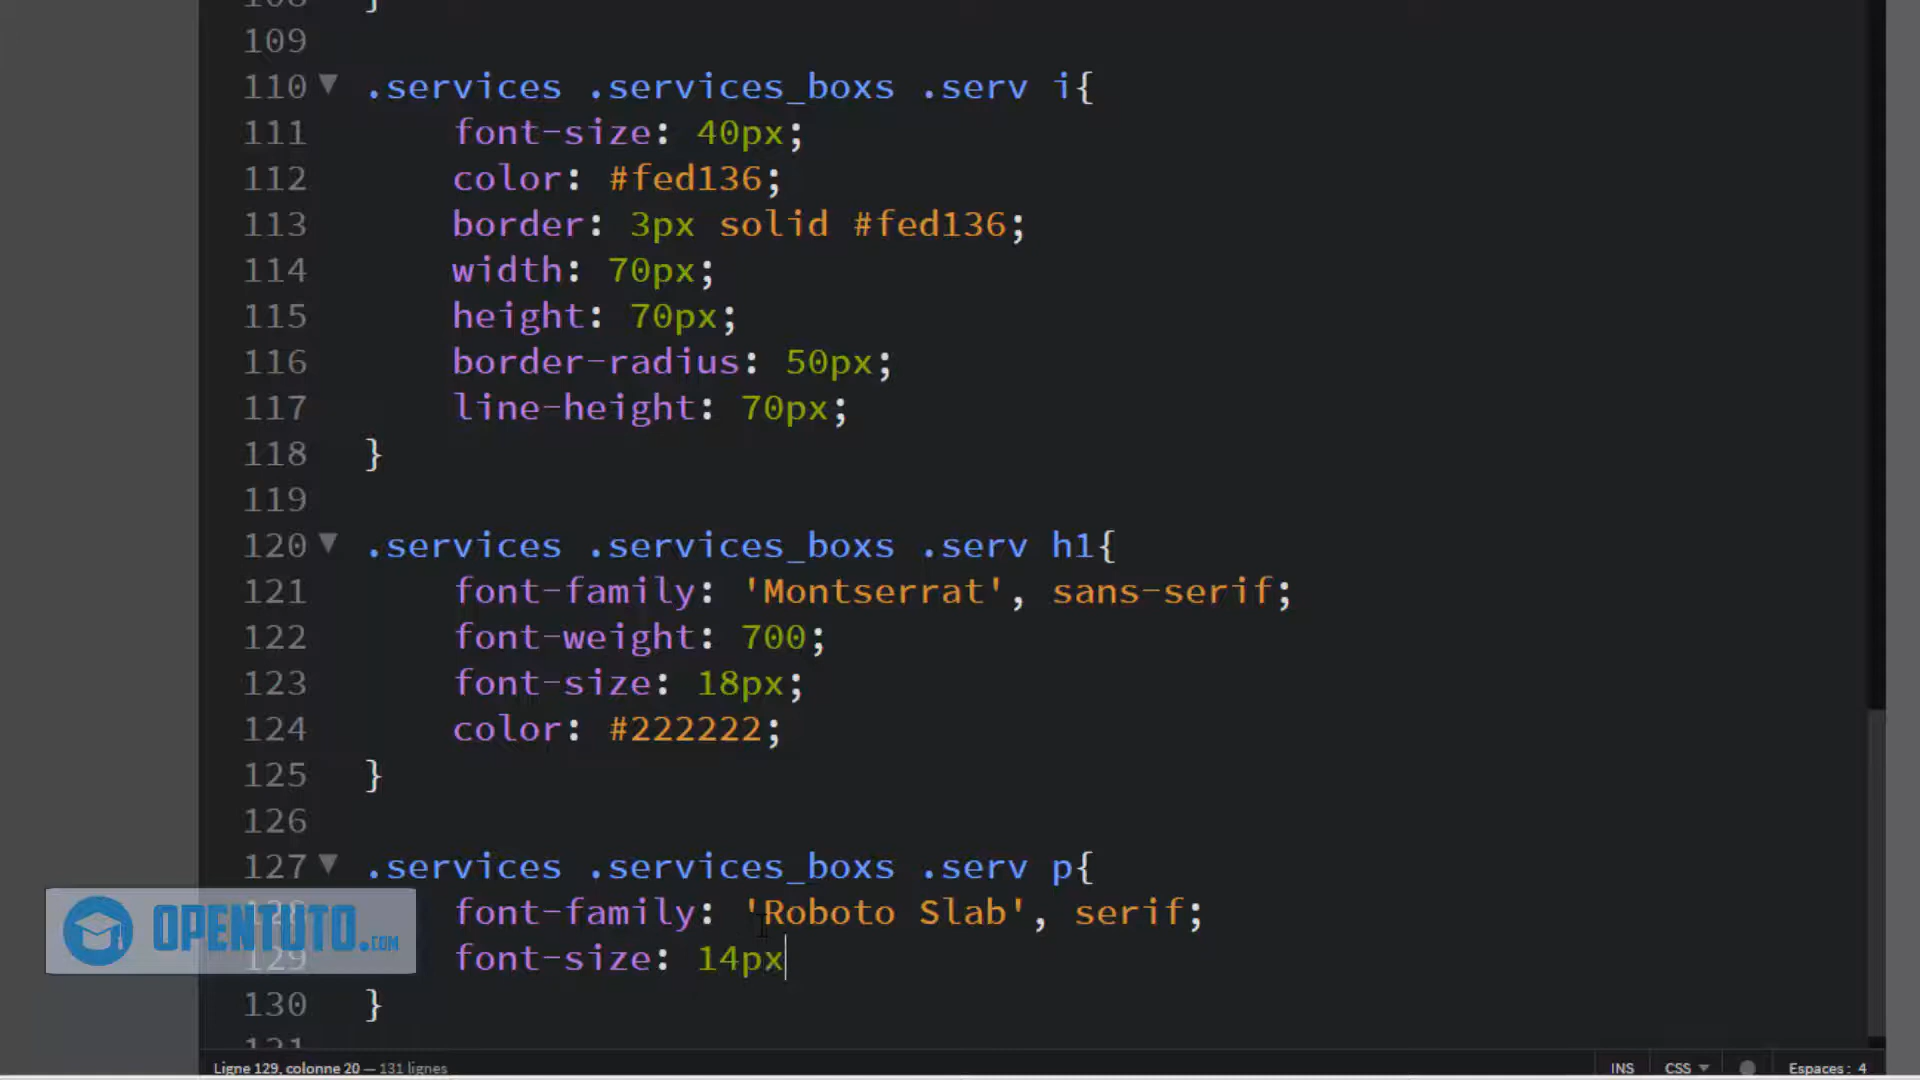 108 }
109
110 .services .services_boxs .serv i{
111 font-size: 40px;
112 color: #fed136;
113 border: 3px solid #fed136;
114 width: 70px;
115 height: 70px;
116 border-radius: 50px;
117 line-height: 70px;
118 }
119
120 .services .services_boxs .serv h1{
121 font-family: 'Montserrat', sans-serif;
122 font-weight: 700;
123 font-size: 18px;
124 color: #222222;
125 }
126
127 .services .services_boxs .serv p{
128 font-family: 'Roboto Slab', serif;
OPENTUTO.COM
129 font-size: 14px
130 }
131
Ligne 129, colonne 20 — 131 lignes
INS CSS Espaces : 4